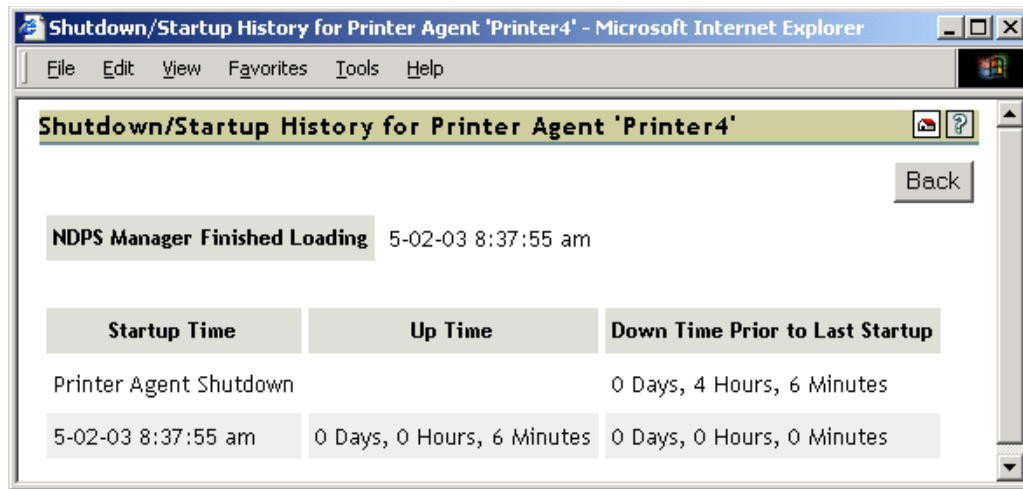 Shutdown/Startup History for Printer Agent 'Printer4' - Microsoft Internet Explorer
File Edit View Favorites Tools Help
Shutdown/Startup History for Printer Agent 'Printer4'
Back
NDPS Manager Finished Loading 5-02-03 8:37:55 am
Startup Time Up Time Down Time Prior to Last Startup
Printer Agent Shutdown 0 Days, 4 Hours, 6 Minutes
5-02-03 8:37:55 am 0 Days, 0 Hours, 6 Minutes 0 Days, 0 Hours, 0 Minutes